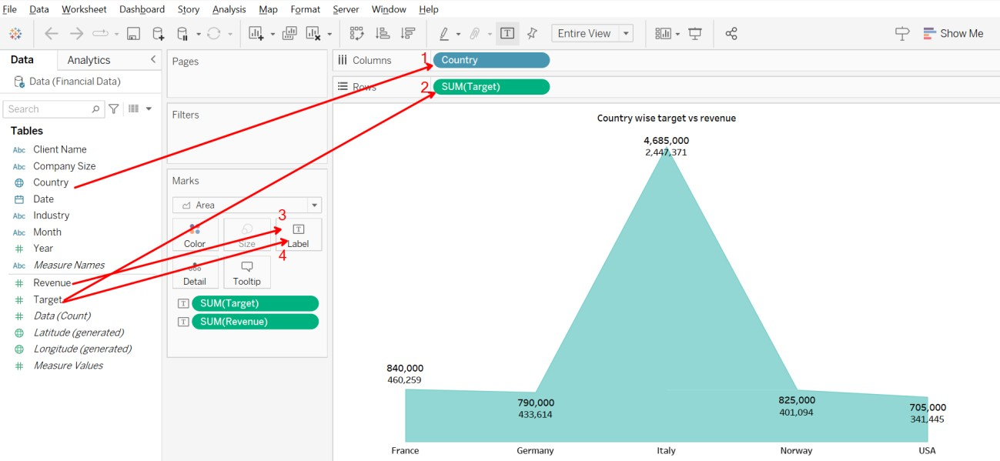 File Data Worksheet Dashboard Story Analysis Map Format Server Window Help
Entire View
Show Me
Data Analytics
Data (Financial Data)
Search
Tables
Abc Client Name
Abc Company Size
Country
Date
Abc Industry
Abc Month
Year
Abc Measure Names
Revenue
Target
Data (Count)
Latitude (generated)
Longitude (generated)
Measure Values
Pages
Filters
Marks
Area
3
Color Size Label
4
Detail Tooltip
SUM(Target)
SUM(Revenue)
Columns 1 Country
Rows 2 SUM(Target)
Country wise target vs revenue
4,685,000
2,447,371
840,000
460,259
790,000
433,614
825,000
401,094
705,000
341,445
France Germany Italy Norway USA